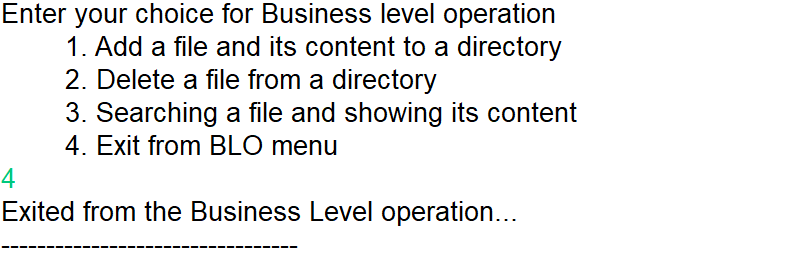 Enter your choice for Business level operation
1. Add a file and its content to a directory
2. Delete a file from a directory
3. Searching a file and showing its content
4. Exit from BLO menu
4
Exited from the Business Level operation...
---------------------------------